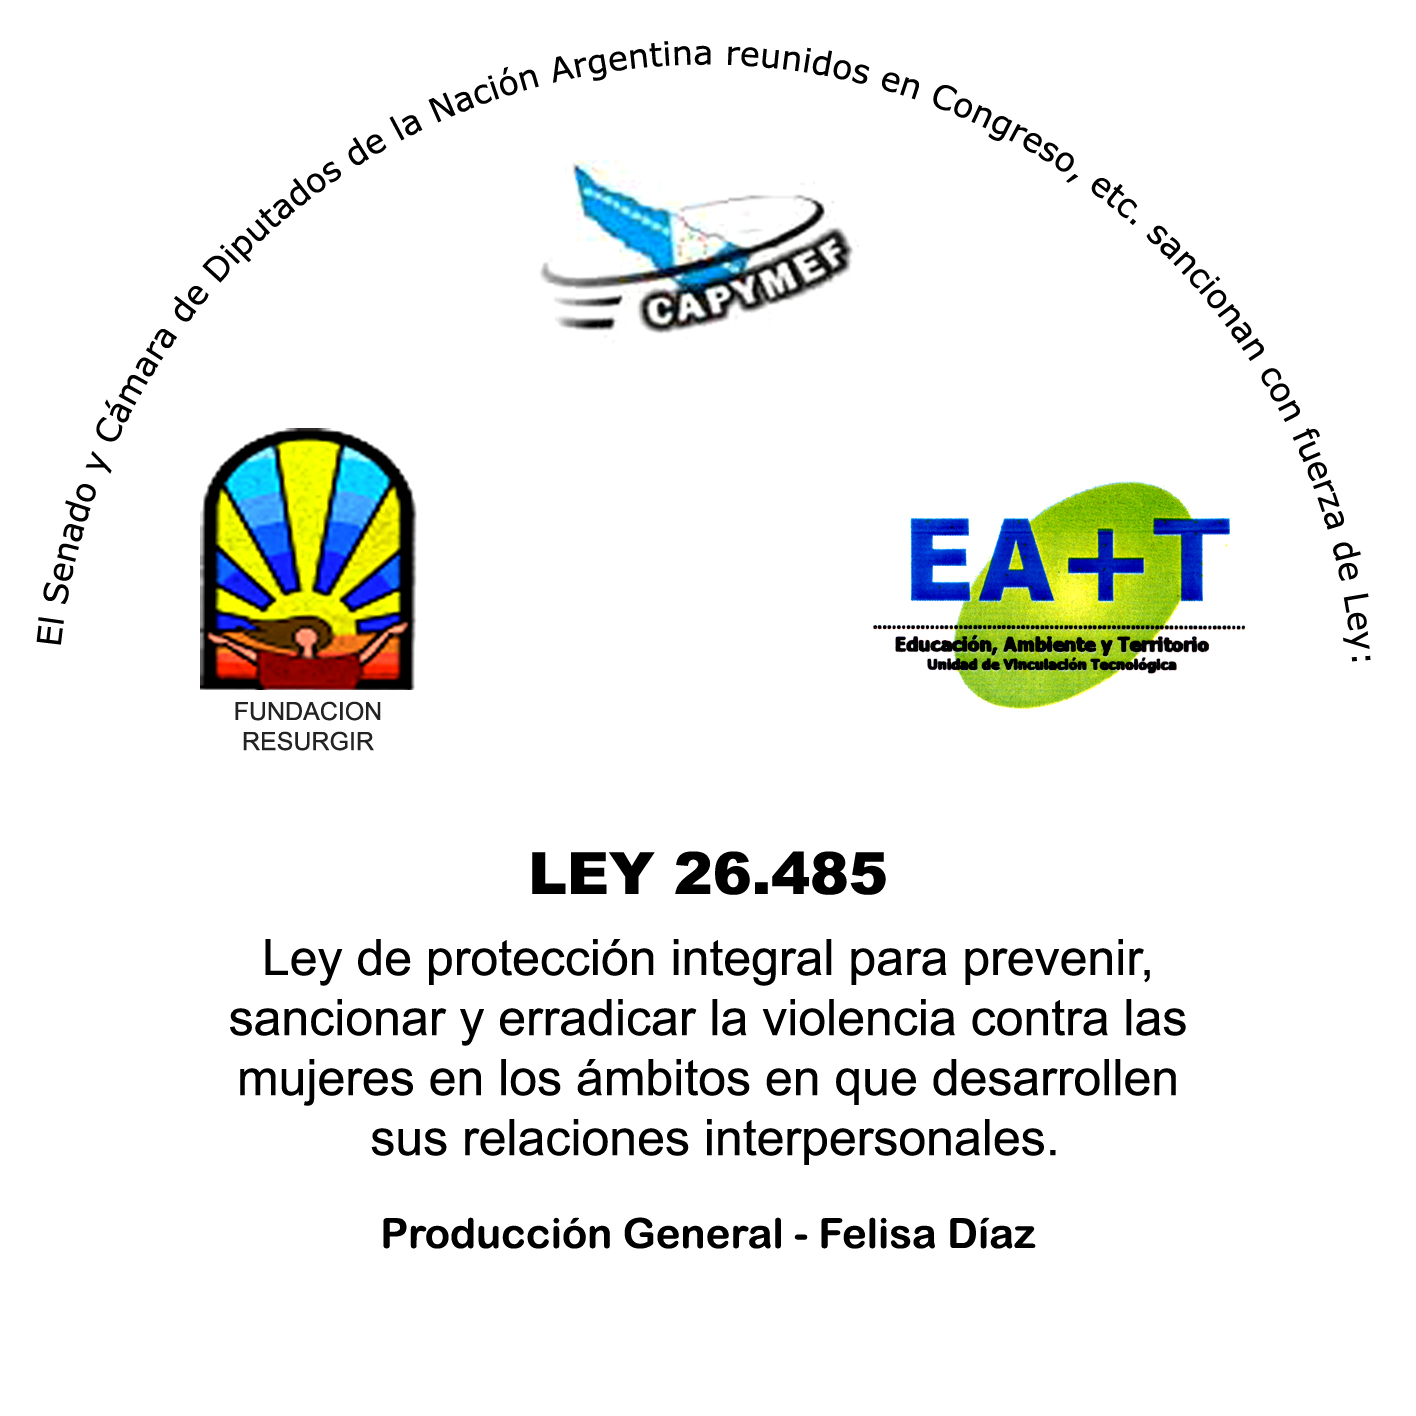 El Senado y Cámara de Diputados de la Nación Argentina reunidos en Congreso, etc. sancionan con fuerza de Ley:
CAPYMEF
FUNDACION
RESURGIR
EA+T
Educación, Ambiente y Territorio
Unidad de Vinculación Tecnológica
LEY 26.485
Ley de protección integral para prevenir,
sancionar y erradicar la violencia contra las
mujeres en los ámbitos en que desarrollen
sus relaciones interpersonales.
Producción General - Felisa Díaz